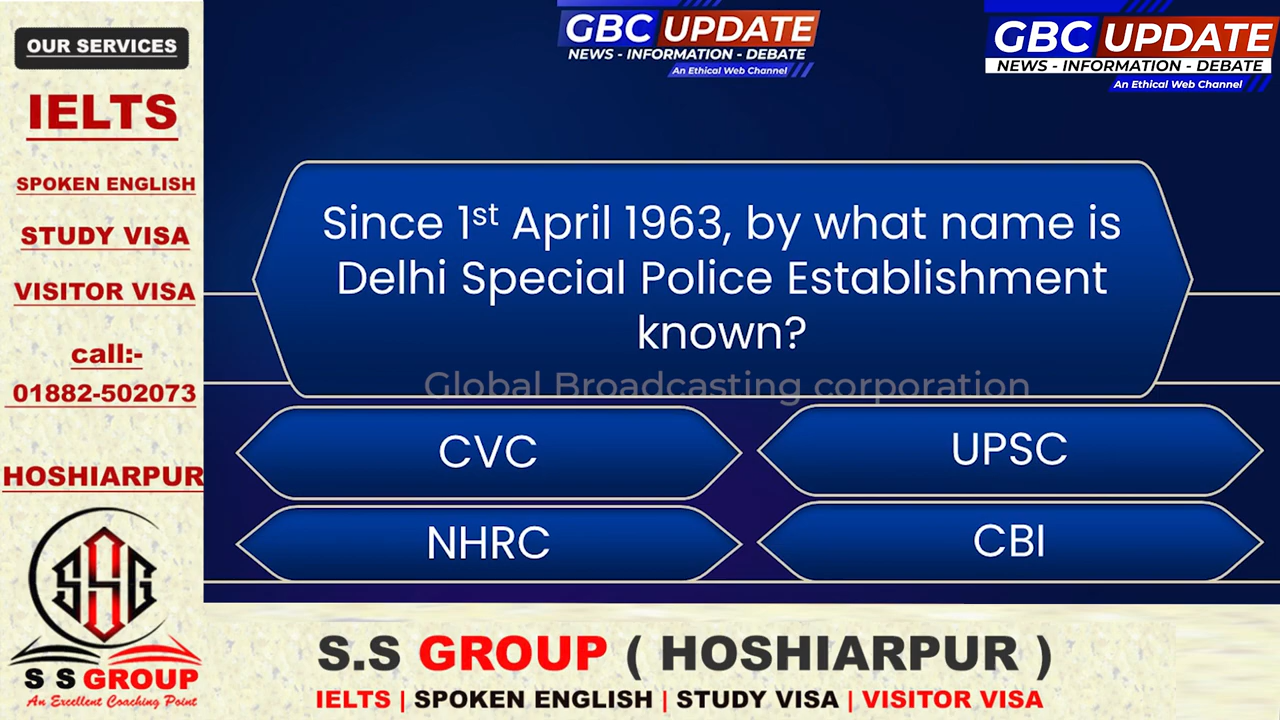 OUR SERVICES
IELTS
SPOKEN ENGLISH
STUDY VISA
VISITOR VISA
call:-
01882-502073
HOSHIARPUR
SHG
S S GROUP
An Excellent Coaching Point
GBC UPDATE
NEWS - INFORMATION - DEBATE
An Ethical Web Channel
GBC UPDATE
NEWS - INFORMATION - DEBATE
An Ethical Web Channel
Since 1st April 1963, by what name is
Delhi Special Police Establishment
known?
Global Broadcasting corporation
CVC
UPSC
NHRC
CBI
S.S GROUP ( HOSHIARPUR )
IELTS | SPOKEN ENGLISH | STUDY VISA | VISITOR VISA